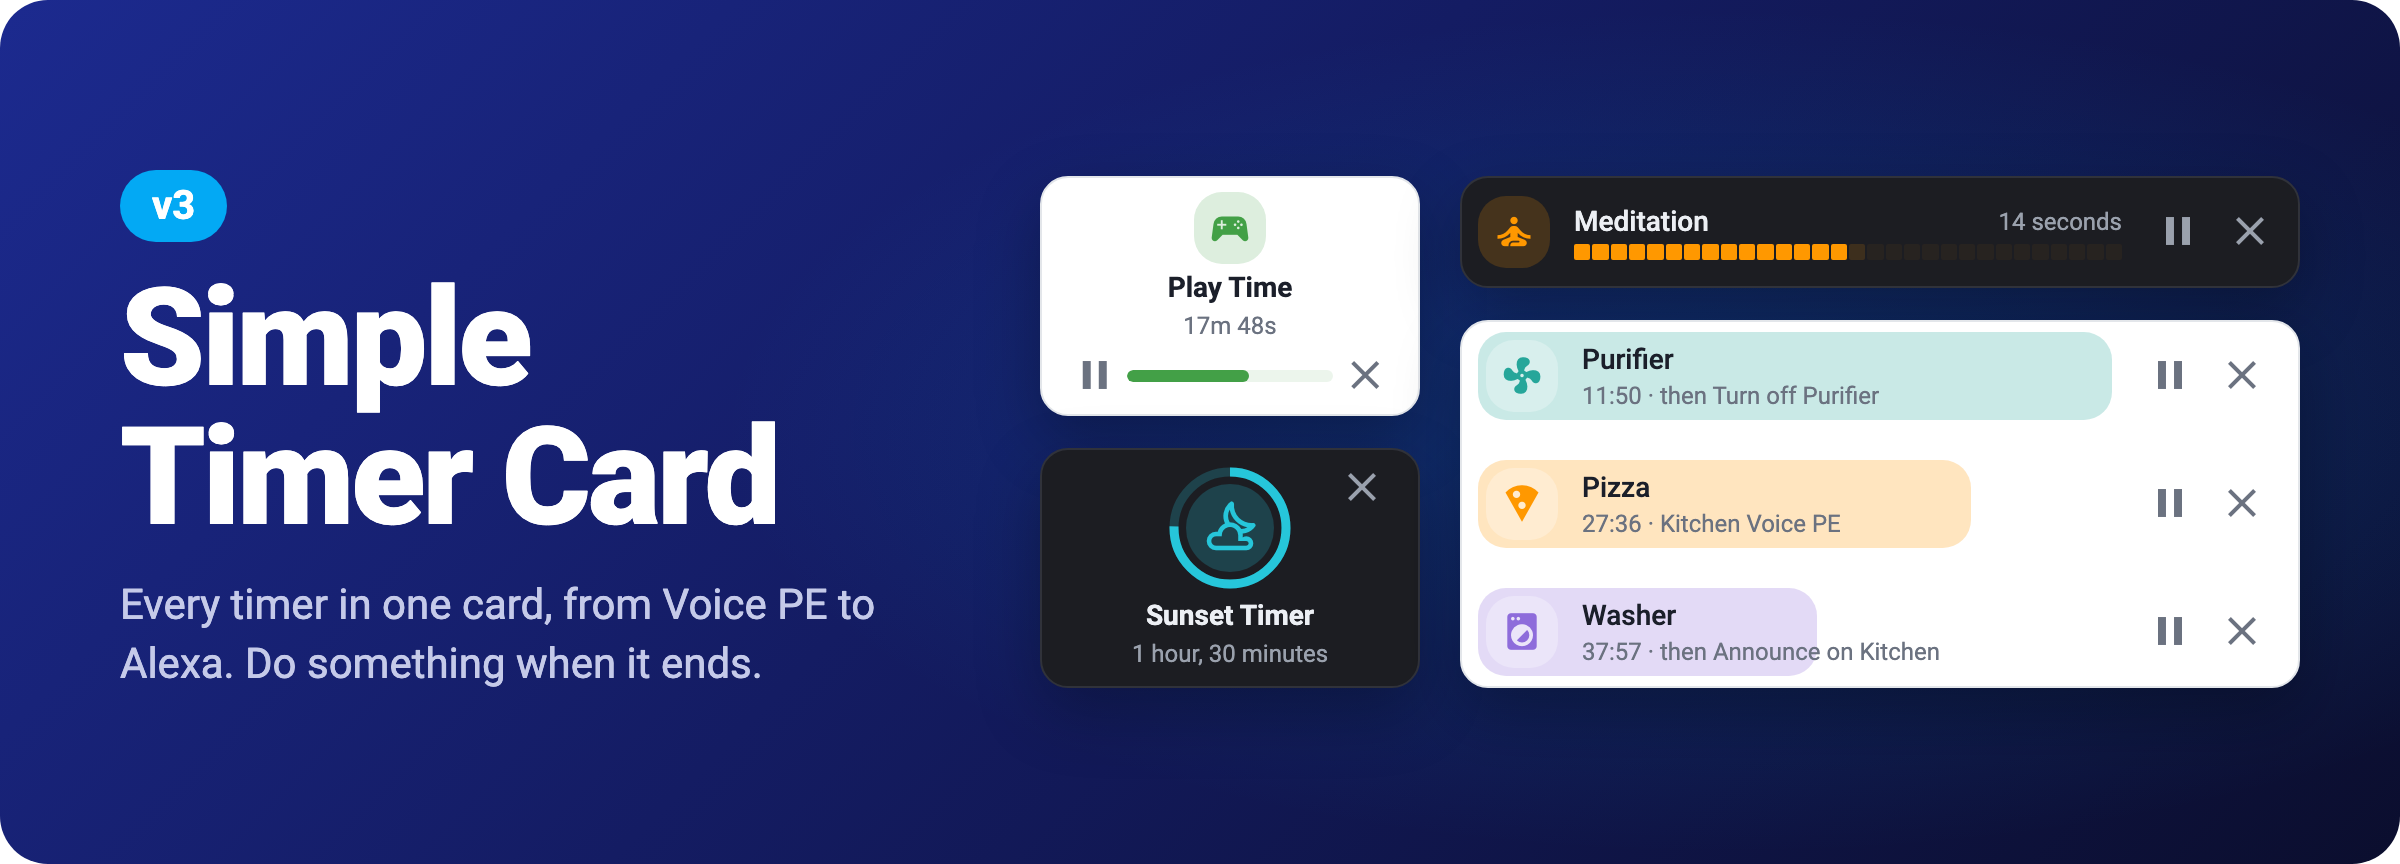 v3
Simple
Timer Card
Every timer in one card, from Voice PE to
Alexa. Do something when it ends.
Play Time
17m 48s
Sunset Timer
1 hour, 30 minutes
Meditation
14 seconds
Purifier
11:50 · then Turn off Purifier
Pizza
27:36 · Kitchen Voice PE
Washer
37:57 · then Announce on Kitchen